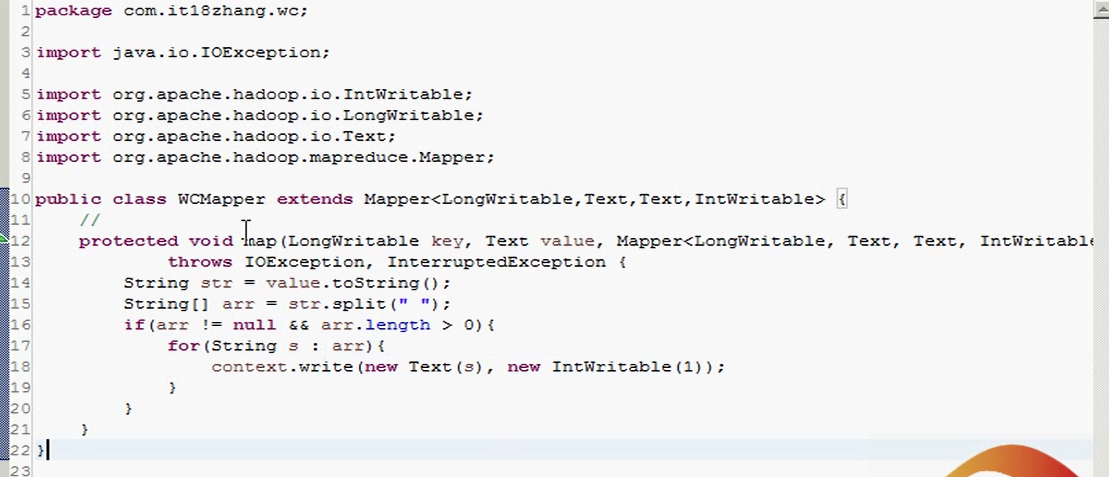 1 package com.it18zhang.wc;
2
3 import java.io.IOException;
4
5 import org.apache.hadoop.io.IntWritable;
6 import org.apache.hadoop.io.LongWritable;
7 import org.apache.hadoop.io.Text;
8 import org.apache.hadoop.mapreduce.Mapper;
9
10 public class WCMapper extends Mapper<LongWritable,Text,Text,IntWritable> {
11     //
12     protected void map(LongWritable key, Text value, Mapper<LongWritable, Text, Text, IntWritable
13             throws IOException, InterruptedException {
14         String str = value.toString();
15         String[] arr = str.split(" ");
16         if(arr != null && arr.length > 0){
17             for(String s : arr){
18                 context.write(new Text(s), new IntWritable(1));
19             }
20         }
21     }
22 }
23